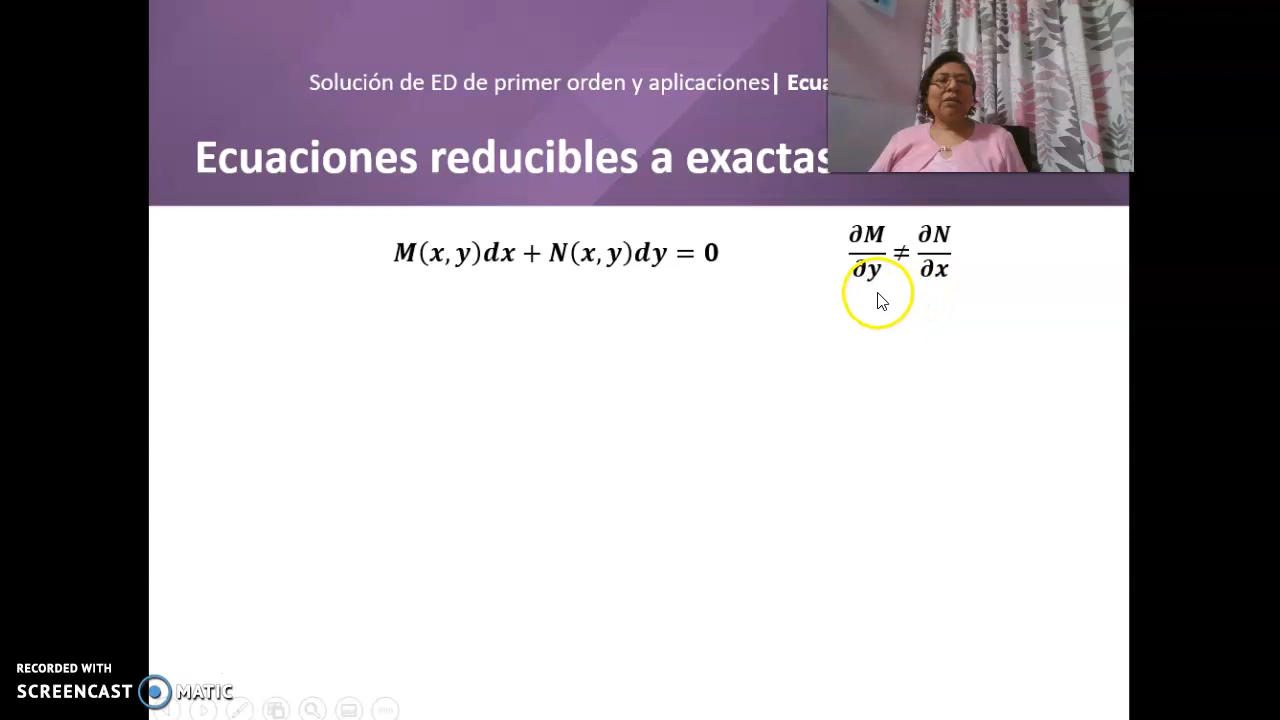 Solución de ED de primer orden y aplicaciones| Ecua
Ecuaciones reducibles a exactas
M(x, y)dx + N(x, y)dy = 0
∂M/∂y ≠ ∂N/∂x
RECORDED WITH
SCREENCAST MATIC